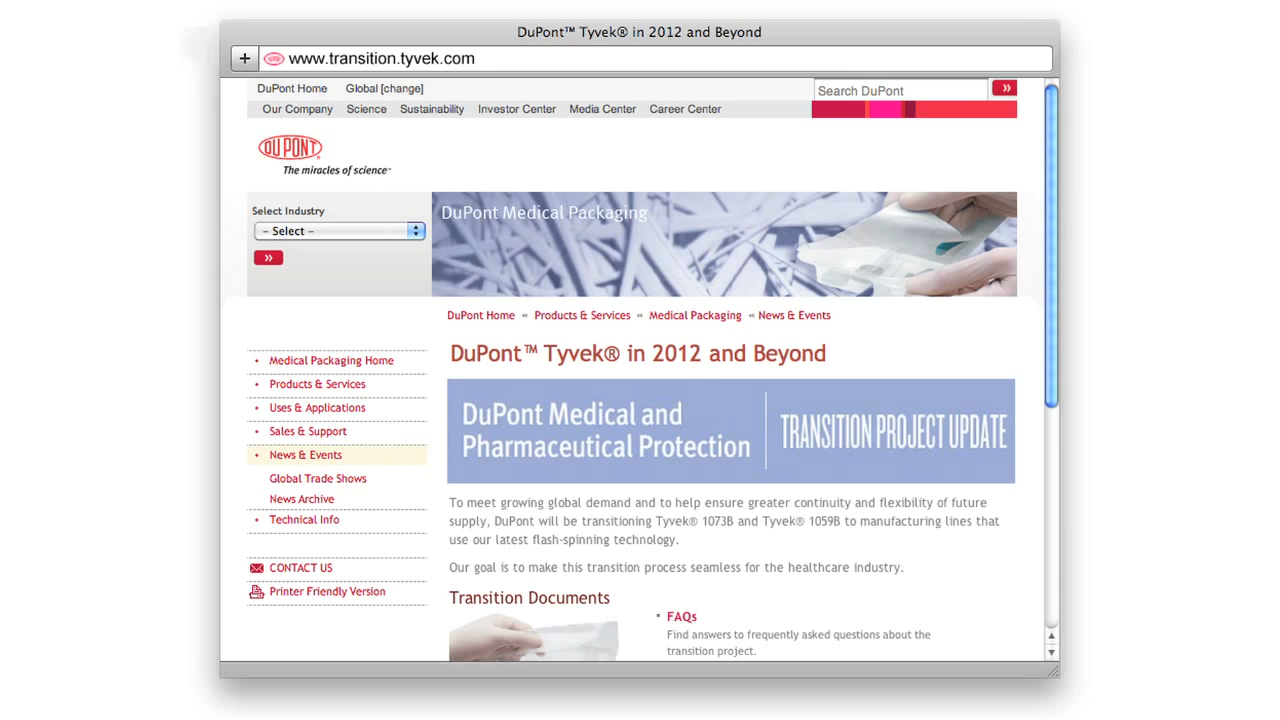 DuPont™ Tyvek® in 2012 and Beyond
+ www.transition.tyvek.com
DuPont Home Global [change]
Search DuPont
Our Company Science Sustainability Investor Center Media Center Career Center
DU PONT®
The miracles of science™
Select Industry
– Select –
DuPont Medical Packaging
DuPont Home « Products & Services « Medical Packaging « News & Events
DuPont™ Tyvek® in 2012 and Beyond
Medical Packaging Home
Products & Services
Uses & Applications
Sales & Support
News & Events
Global Trade Shows
News Archive
Technical Info
CONTACT US
Printer Friendly Version
DuPont Medical and
Pharmaceutical Protection
TRANSITION PROJECT UPDATE
To meet growing global demand and to help ensure greater continuity and flexibility of future
supply, DuPont will be transitioning Tyvek® 1073B and Tyvek® 1059B to manufacturing lines that
use our latest flash-spinning technology.
Our goal is to make this transition process seamless for the healthcare industry.
Transition Documents
FAQs
Find answers to frequently asked questions about the
transition project.